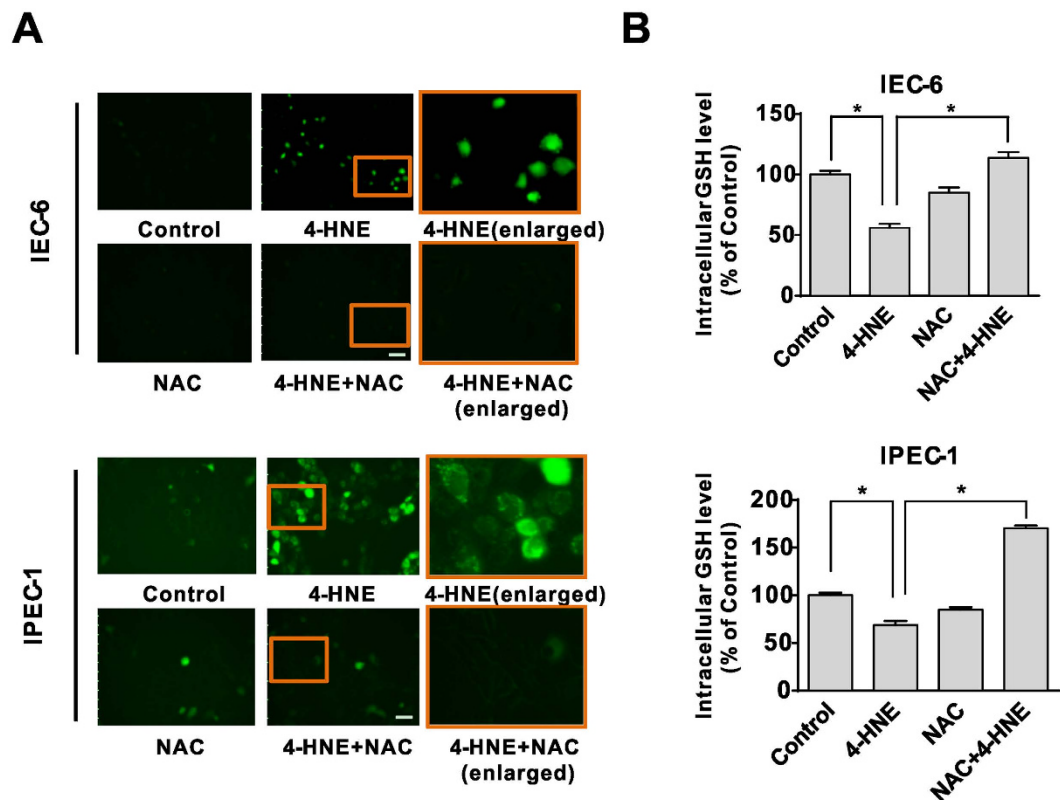 A
IEC-6
Control
4-HNE
4-HNE(enlarged)
NAC
4-HNE+NAC
4-HNE+NAC
(enlarged)
IPEC-1
Control
4-HNE
4-HNE(enlarged)
NAC
4-HNE+NAC
4-HNE+NAC
(enlarged)
B
IEC-6
Intracellular GSH level
(% of Control)
150
100
50
0
*
*
Control
4-HNE
NAC
NAC+4-HNE
IPEC-1
Intracellular GSH level
(% of Control)
200
150
100
50
0
*
*
Control
4-HNE
NAC
NAC+4-HNE